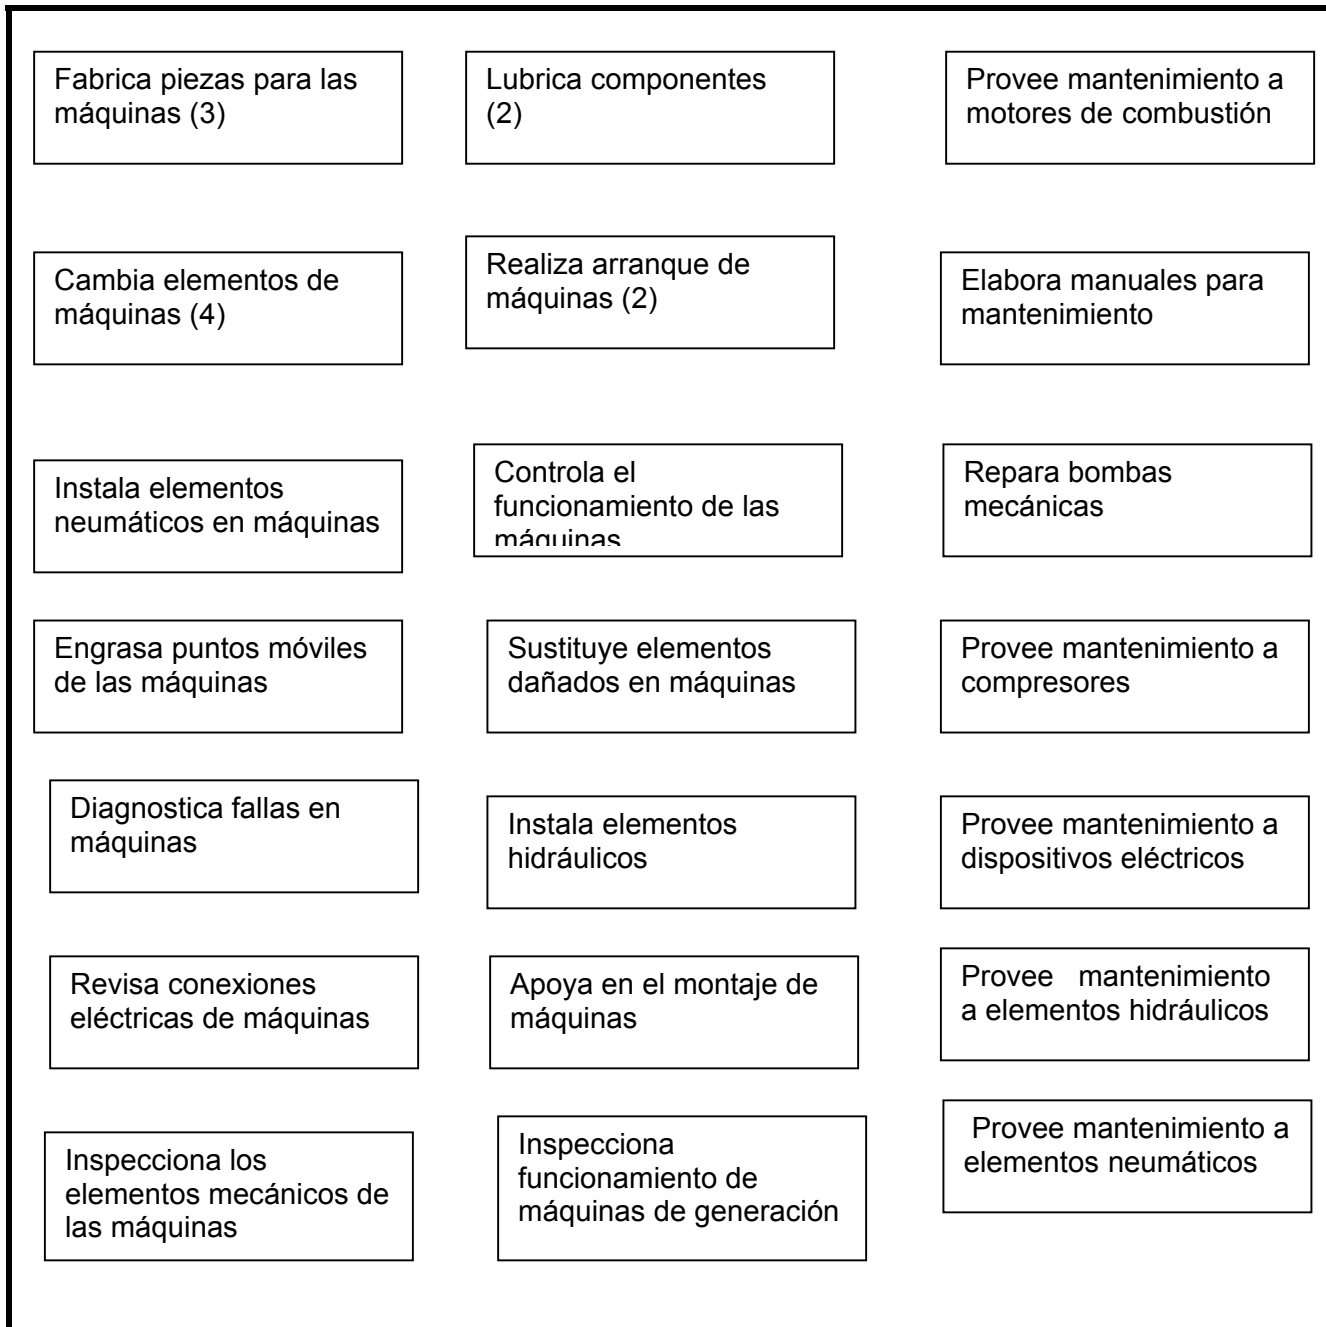 Fabrica piezas para las
máquinas (3)
Lubrica componentes
(2)
Provee mantenimiento a
motores de combustión
Cambia elementos de
máquinas (4)
Realiza arranque de
máquinas (2)
Elabora manuales para
mantenimiento
Instala elementos
neumáticos en máquinas
Controla el
funcionamiento de las
máquinas
Repara bombas
mecánicas
Engrasa puntos móviles
de las máquinas
Sustituye elementos
dañados en máquinas
Provee mantenimiento a
compresores
Diagnostica fallas en
máquinas
Instala elementos
hidráulicos
Provee mantenimiento a
dispositivos eléctricos
Revisa conexiones
eléctricas de máquinas
Apoya en el montaje de
máquinas
Provee mantenimiento
a elementos hidráulicos
Inspecciona los
elementos mecánicos de
las máquinas
Inspecciona
funcionamiento de
máquinas de generación
Provee mantenimiento a
elementos neumáticos